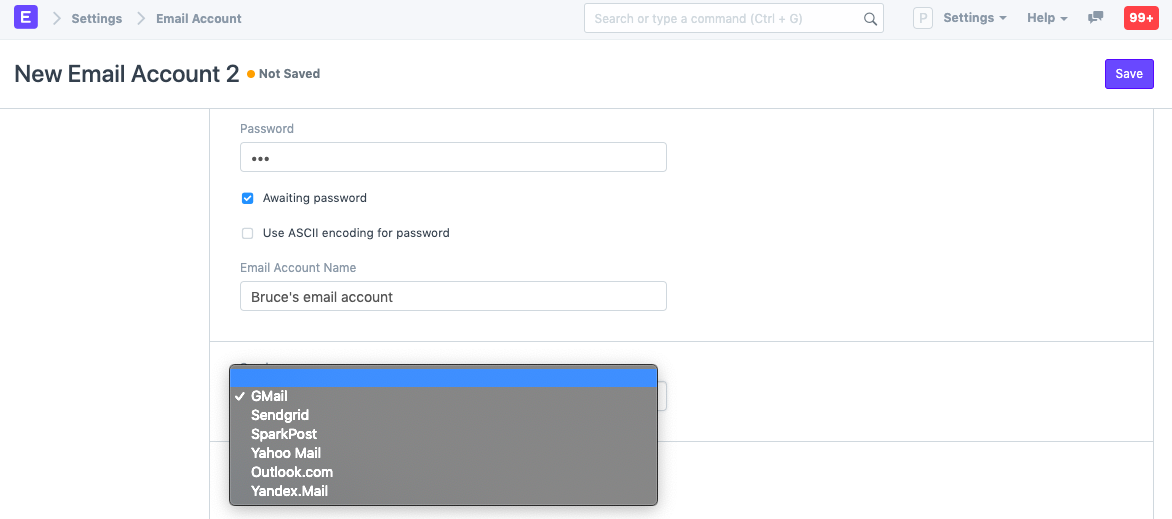 E Settings Email Account Search or type a command (Ctrl + G) P Settings Help 99+
New Email Account 2 Not Saved Save
Password
•••
Awaiting password
Use ASCII encoding for password
Email Account Name
Bruce's email account
GMail
Sendgrid
SparkPost
Yahoo Mail
Outlook.com
Yandex.Mail